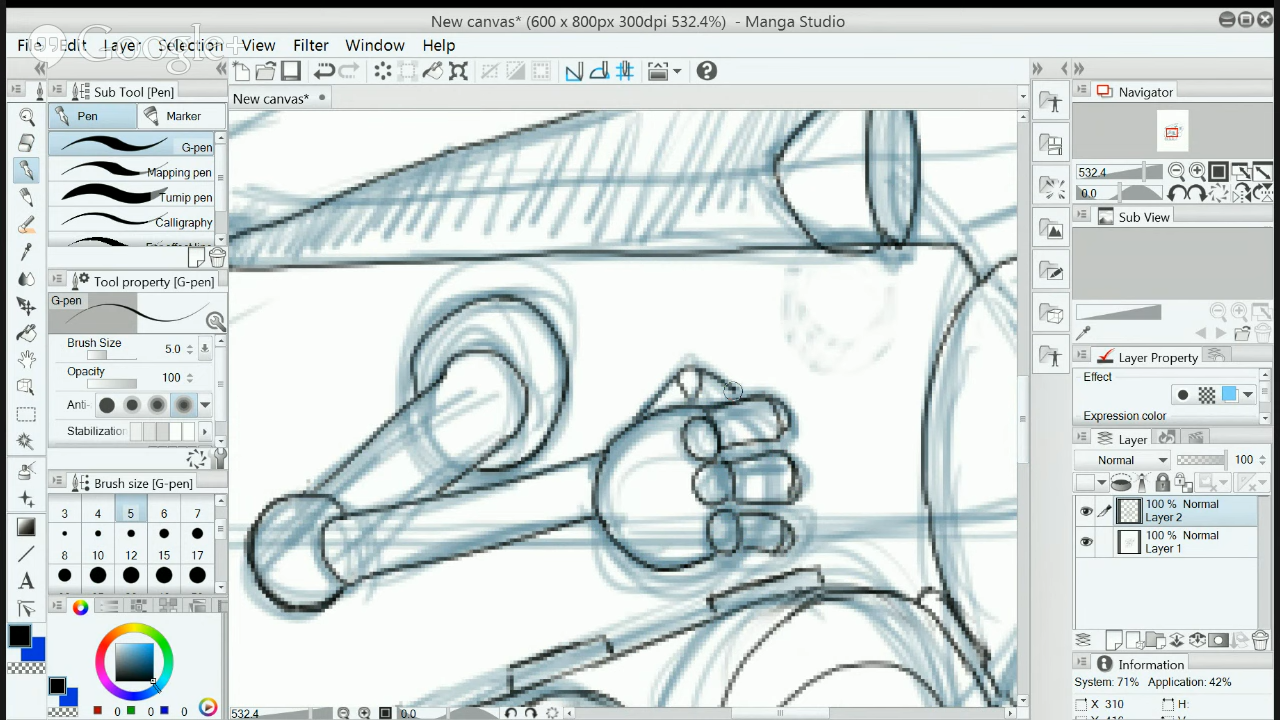 New canvas* (600 x 800px 300dpi 532.4%) - Manga Studio
File Edit Layer Selection View Filter Window Help
Google+
Sub Tool [Pen]
New canvas*
Navigator
Pen Marker
G-pen
Mapping pen
Turnip pen
Calligraphy
532.4
0.0
Sub View
Tool property [G-pen]
G-pen
Brush Size 5.0
Opacity 100
Anti-
Stabilization
Layer Property
Effect
Expression color
Layer
Normal 100
100 % Normal
Layer 2
100 % Normal
Layer 1
Brush size [G-pen]
3 4 5 6 7
8 10 12 15 17
Information
System: 71% Application: 42%
X 310 H:
532.4 0.0
0 0 0